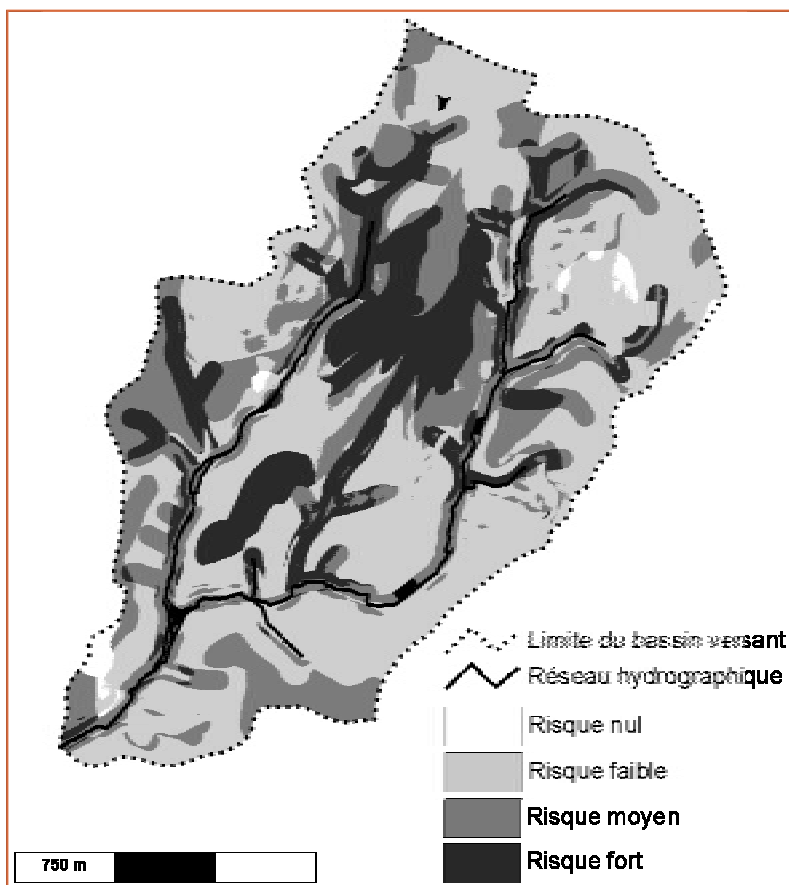 Limite du bassin versant
Réseau hydrographique
Risque nul
Risque faible
Risque moyen
Risque fort
750 m